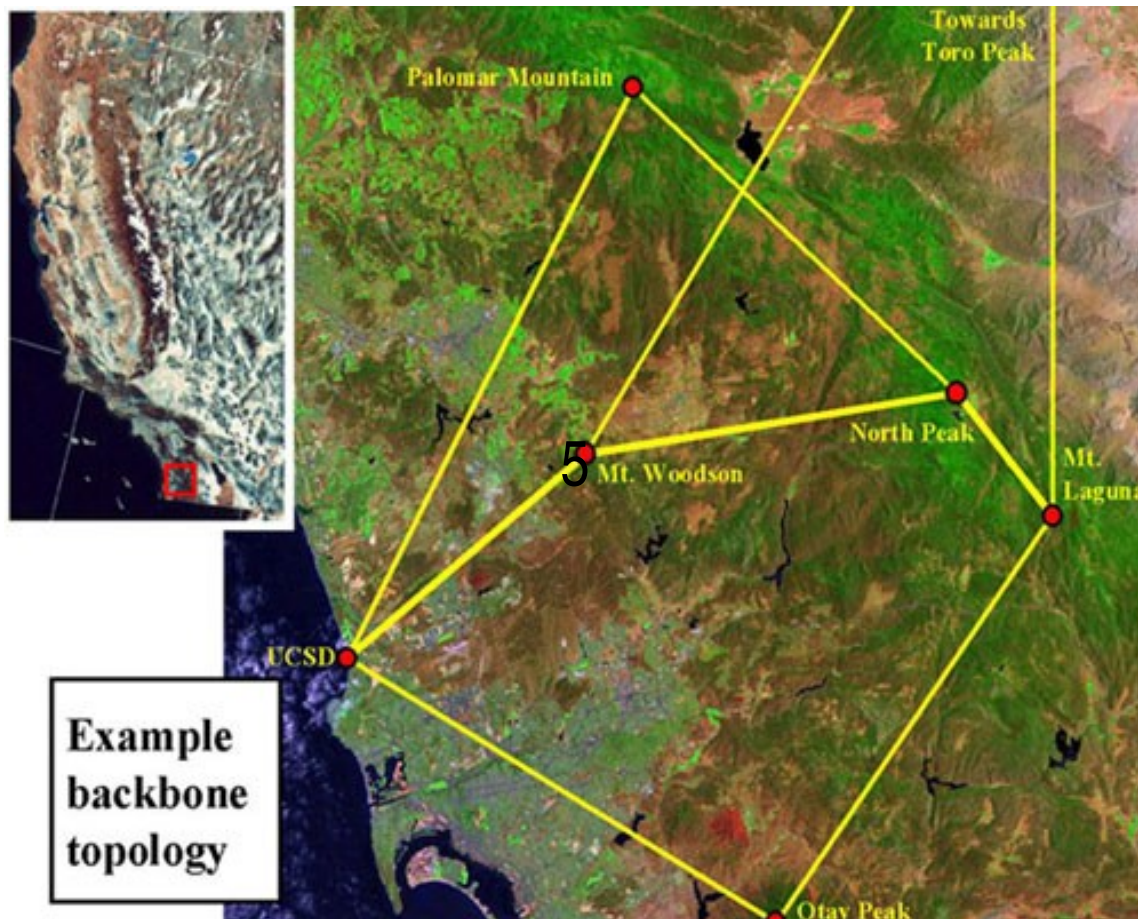 Towards
Toro Peak
Palomar Mountain
North Peak
Mt.
Laguna
5
Mt. Woodson
UCSD
Example
backbone
topology
Otay Peak